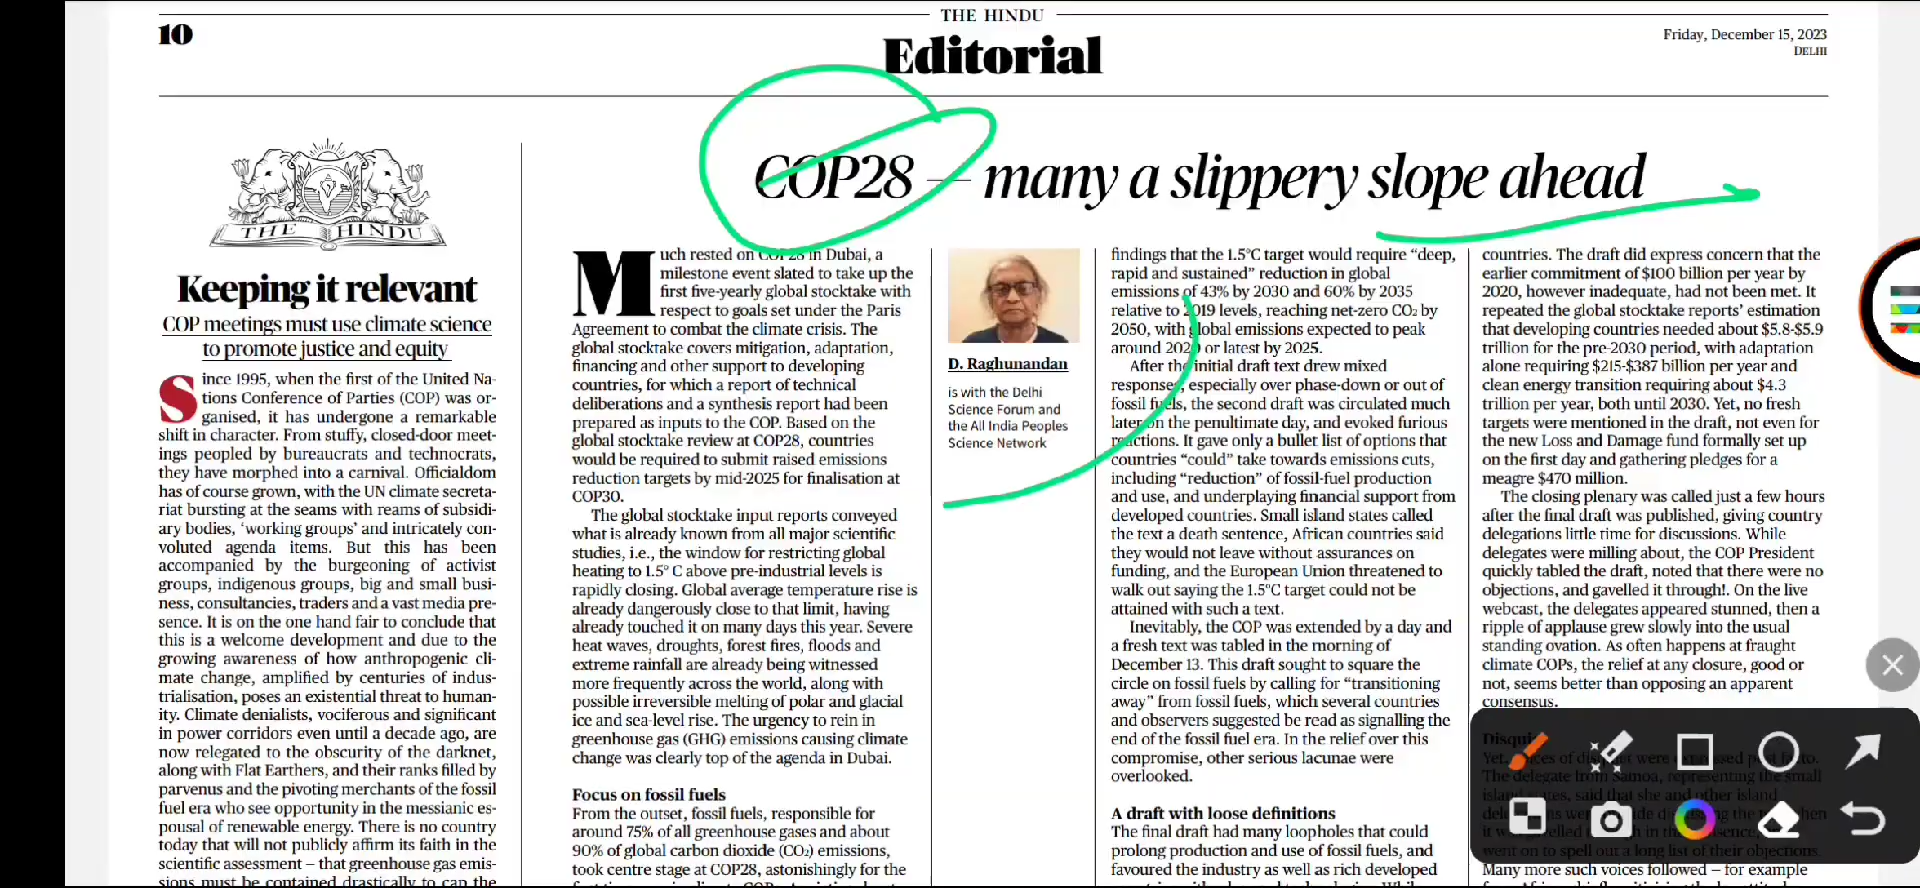 THE HINDU
10
Editorial
Friday, December 15, 2023
DELHI
THE HINDU
Keeping it relevant
COP meetings must use climate science
to promote justice and equity
Since 1995, when the first of the United Na-
tions Conference of Parties (COP) was or-
ganised, it has undergone a remarkable
shift in character. From stuffy, closed-door meet-
ings peopled by bureaucrats and technocrats,
they have morphed into a carnival. Officialdom
has of course grown, with the UN climate secreta-
riat bursting at the seams with reams of subsidi-
ary bodies, 'working groups' and intricately con-
voluted agenda items. But this has been
accompanied by the burgeoning of activist
groups, indigenous groups, big and small busi-
ness, consultancies, traders and a vast media pre-
sence. It is on the one hand fair to conclude that
this is a welcome development and due to the
growing awareness of how anthropogenic cli-
mate change, amplified by centuries of indus-
trialisation, poses an existential threat to human-
ity. Climate denialists, vociferous and significant
in power corridors even until a decade ago, are
now relegated to the obscurity of the darknet,
along with Flat Earthers, and their ranks filled by
parvenus and the pivoting merchants of the fossil
fuel era who see opportunity in the messianic es-
pousal of renewable energy. There is no country
today that will not publicly affirm its faith in the
scientific assessment – that greenhouse gas emis-
sions must be contained drastically to cap the
COP28 — many a slippery slope ahead
Much rested on COP28 in Dubai, a
milestone event slated to take up the
first five-yearly global stocktake with
respect to goals set under the Paris
Agreement to combat the climate crisis. The
global stocktake covers mitigation, adaptation,
financing and other support to developing
countries, for which a report of technical
deliberations and a synthesis report had been
prepared as inputs to the COP. Based on the
global stocktake review at COP28, countries
would be required to submit raised emissions
reduction targets by mid-2025 for finalisation at
COP30.
The global stocktake input reports conveyed
what is already known from all major scientific
studies, i.e., the window for restricting global
heating to 1.5° C above pre-industrial levels is
rapidly closing. Global average temperature rise is
already dangerously close to that limit, having
already touched it on many days this year. Severe
heat waves, droughts, forest fires, floods and
extreme rainfall are already being witnessed
more frequently across the world, along with
possible irreversible melting of polar and glacial
ice and sea-level rise. The urgency to rein in
greenhouse gas (GHG) emissions causing climate
change was clearly top of the agenda in Dubai.
Focus on fossil fuels
From the outset, fossil fuels, responsible for
around 75% of all greenhouse gases and about
90% of global carbon dioxide (CO₂) emissions,
took centre stage at COP28, astonishingly for the
D. Raghunandan
is with the Delhi
Science Forum and
the All India Peoples
Science Network
findings that the 1.5°C target would require "deep,
rapid and sustained" reduction in global
emissions of 43% by 2030 and 60% by 2035
relative to 2019 levels, reaching net-zero CO₂ by
2050, with global emissions expected to peak
around 2020 or latest by 2025.
After the initial draft text drew mixed
response, especially over phase-down or out of
fossil fuels, the second draft was circulated much
later on the penultimate day, and evoked furious
reactions. It gave only a bullet list of options that
countries "could" take towards emissions cuts,
including "reduction" of fossil-fuel production
and use, and underplaying financial support from
developed countries. Small island states called
the text a death sentence, African countries said
they would not leave without assurances on
funding, and the European Union threatened to
walk out saying the 1.5°C target could not be
attained with such a text.
Inevitably, the COP was extended by a day and
a fresh text was tabled in the morning of
December 13. This draft sought to square the
circle on fossil fuels by calling for "transitioning
away" from fossil fuels, which several countries
and observers suggested be read as signalling the
end of the fossil fuel era. In the relief over this
compromise, other serious lacunae were
overlooked.
A draft with loose definitions
The final draft had many loopholes that could
prolong production and use of fossil fuels, and
favoured the industry as well as rich developed
countries. The draft did express concern that the
earlier commitment of $100 billion per year by
2020, however inadequate, had not been met. It
repeated the global stocktake reports' estimation
that developing countries needed about $5.8-$5.9
trillion for the pre-2030 period, with adaptation
alone requiring $215-$387 billion per year and
clean energy transition requiring about $4.3
trillion per year, both until 2030. Yet, no fresh
targets were mentioned in the draft, not even for
the new Loss and Damage fund formally set up
on the first day and gathering pledges for a
meagre $470 million.
The closing plenary was called just a few hours
after the final draft was published, giving country
delegations little time for discussions. While
delegates were milling about, the COP President
quickly tabled the draft, noted that there were no
objections, and gavelled it through!. On the live
webcast, the delegates appeared stunned, then a
ripple of applause grew slowly into the usual
standing ovation. As often happens at fraught
climate COPs, the relief at any closure, good or
not, seems better than opposing an apparent
consensus.
Yet, voices of were expressed post facto.
The delegate from Samoa, representing the small
island states, said that she and other island
went on to spell out a long list of their objections.
Many more such voices followed – for example